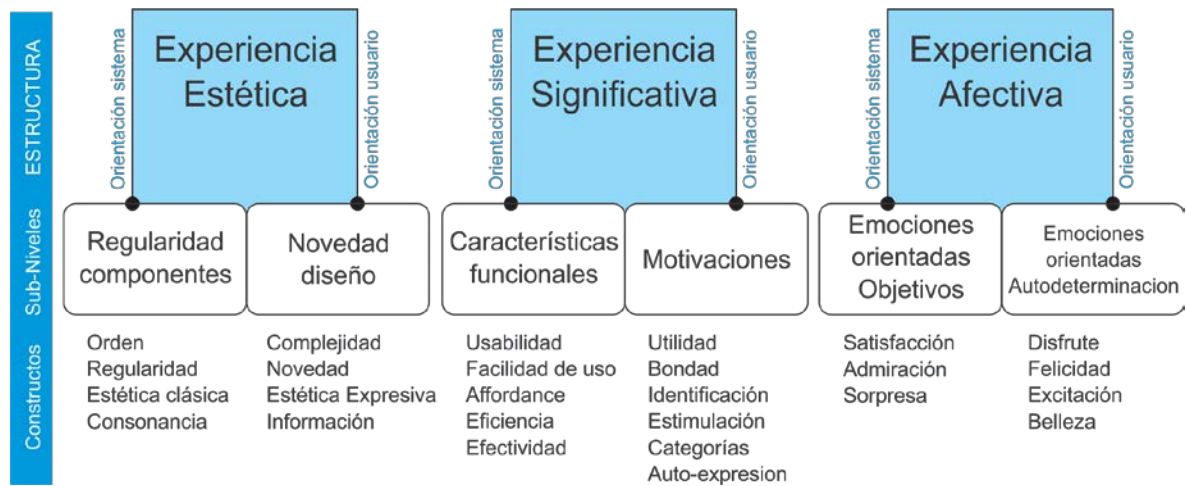 ESTRUCTURA
Orientación sistema
Experiencia
Estética
Orientación usuario
Orientación sistema
Experiencia
Significativa
Orientación usuario
Orientación sistema
Experiencia
Afectiva
Orientación usuario
Sub-Niveles
Regularidad
componentes
Novedad
diseño
Características
funcionales
Motivaciones
Emociones
orientadas
Objetivos
Emociones
orientadas
Autodeterminacion
Constructos
Orden
Regularidad
Estética clásica
Consonancia
Complejidad
Novedad
Estética Expresiva
Información
Usabilidad
Facilidad de uso
Affordance
Eficiencia
Efectividad
Utilidad
Bondad
Identificación
Estimulación
Categorías
Auto-expresion
Satisfacción
Admiración
Sorpresa
Disfrute
Felicidad
Excitación
Belleza